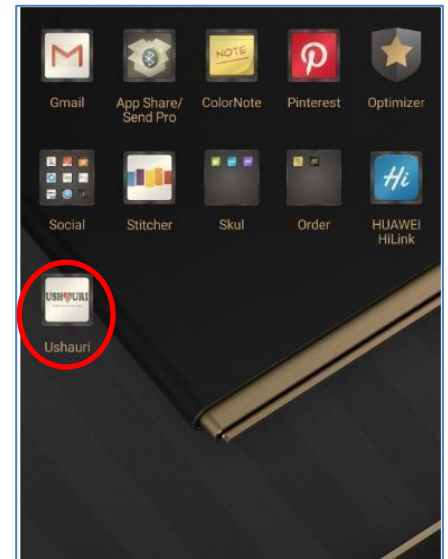 NOTE
Gmail
App Share/
Send Pro
ColorNote
Pinterest
Optimizer
Hi
Social
Stitcher
Skul
Order
HUAWEI
HiLink
USHAURI
Ushauri